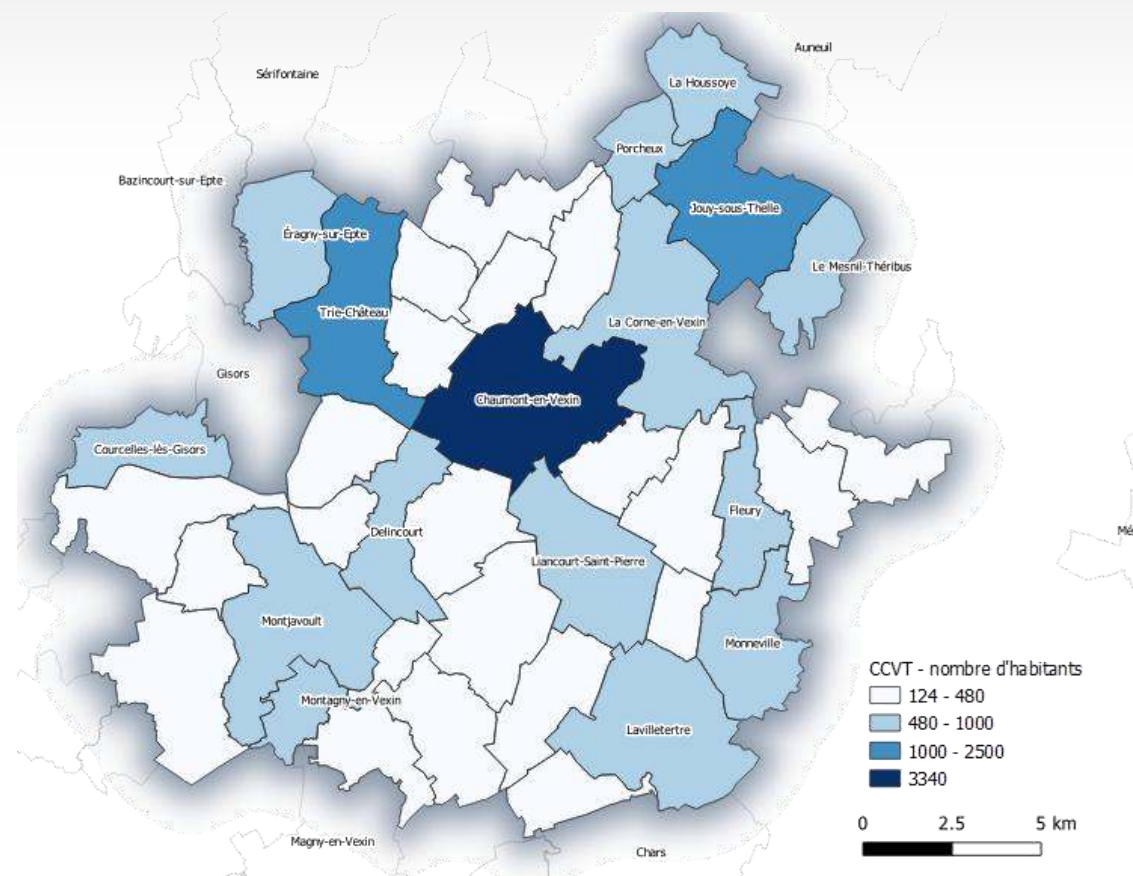 Auneuil
Sérifontaine
La Houssoye
Porcheux
Bazincourt-sur-Epte
Jouy-sous-Thelle
Éragny-sur-Epte
Le Mesnil-Théribus
Trie-Château
La Corne-en-Vexin
Gisors
Chaumont-en-Vexin
Courcelles-lès-Gisors
Fleury
Delincourt
Mé
Liancourt-Saint-Pierre
Montjavoult
Monneville
Montagny-en-Vexin
Lavilletertre
Magny-en-Vexin
Chars
CCVT - nombre d'habitants
124 - 480
480 - 1000
1000 - 2500
3340
0 2.5 5 km